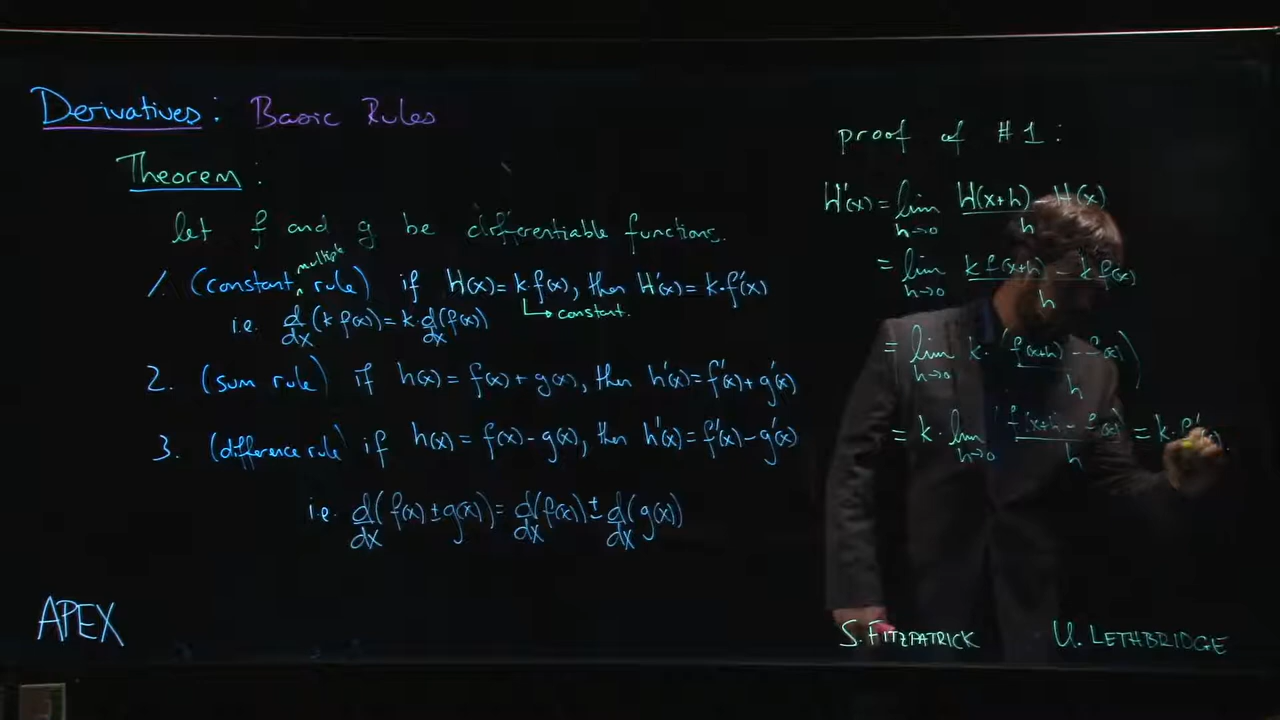 Derivatives: Basic Rules
Theorem:
let f and g be differentiable functions.
multiple
1. (constant ^ rule) if H(x) = k·f(x), then H'(x) = k·f'(x)
↳ constant.
i.e. d/dx (k f(x)) = k·d/dx (f(x))
2. (sum rule) if h(x) = f(x) + g(x), then h'(x) = f'(x) + g'(x)
3. (difference rule) if h(x) = f(x) - g(x), then h'(x) = f'(x) - g'(x)
i.e. d/dx (f(x) ± g(x)) = d/dx (f(x)) ± d/dx (g(x))
APEX
proof of #1:
H'(x) = lim h→0 H(x+h) - H(x) / h
= lim h→0 k f(x+h) - k f(x) / h
= lim h→0 k·(f(x+h) - f(x) / h)
= k·lim h→0 f(x+h) - f(x) / h = k·f'(x)
S. FITZPATRICK U. LETHBRIDGE